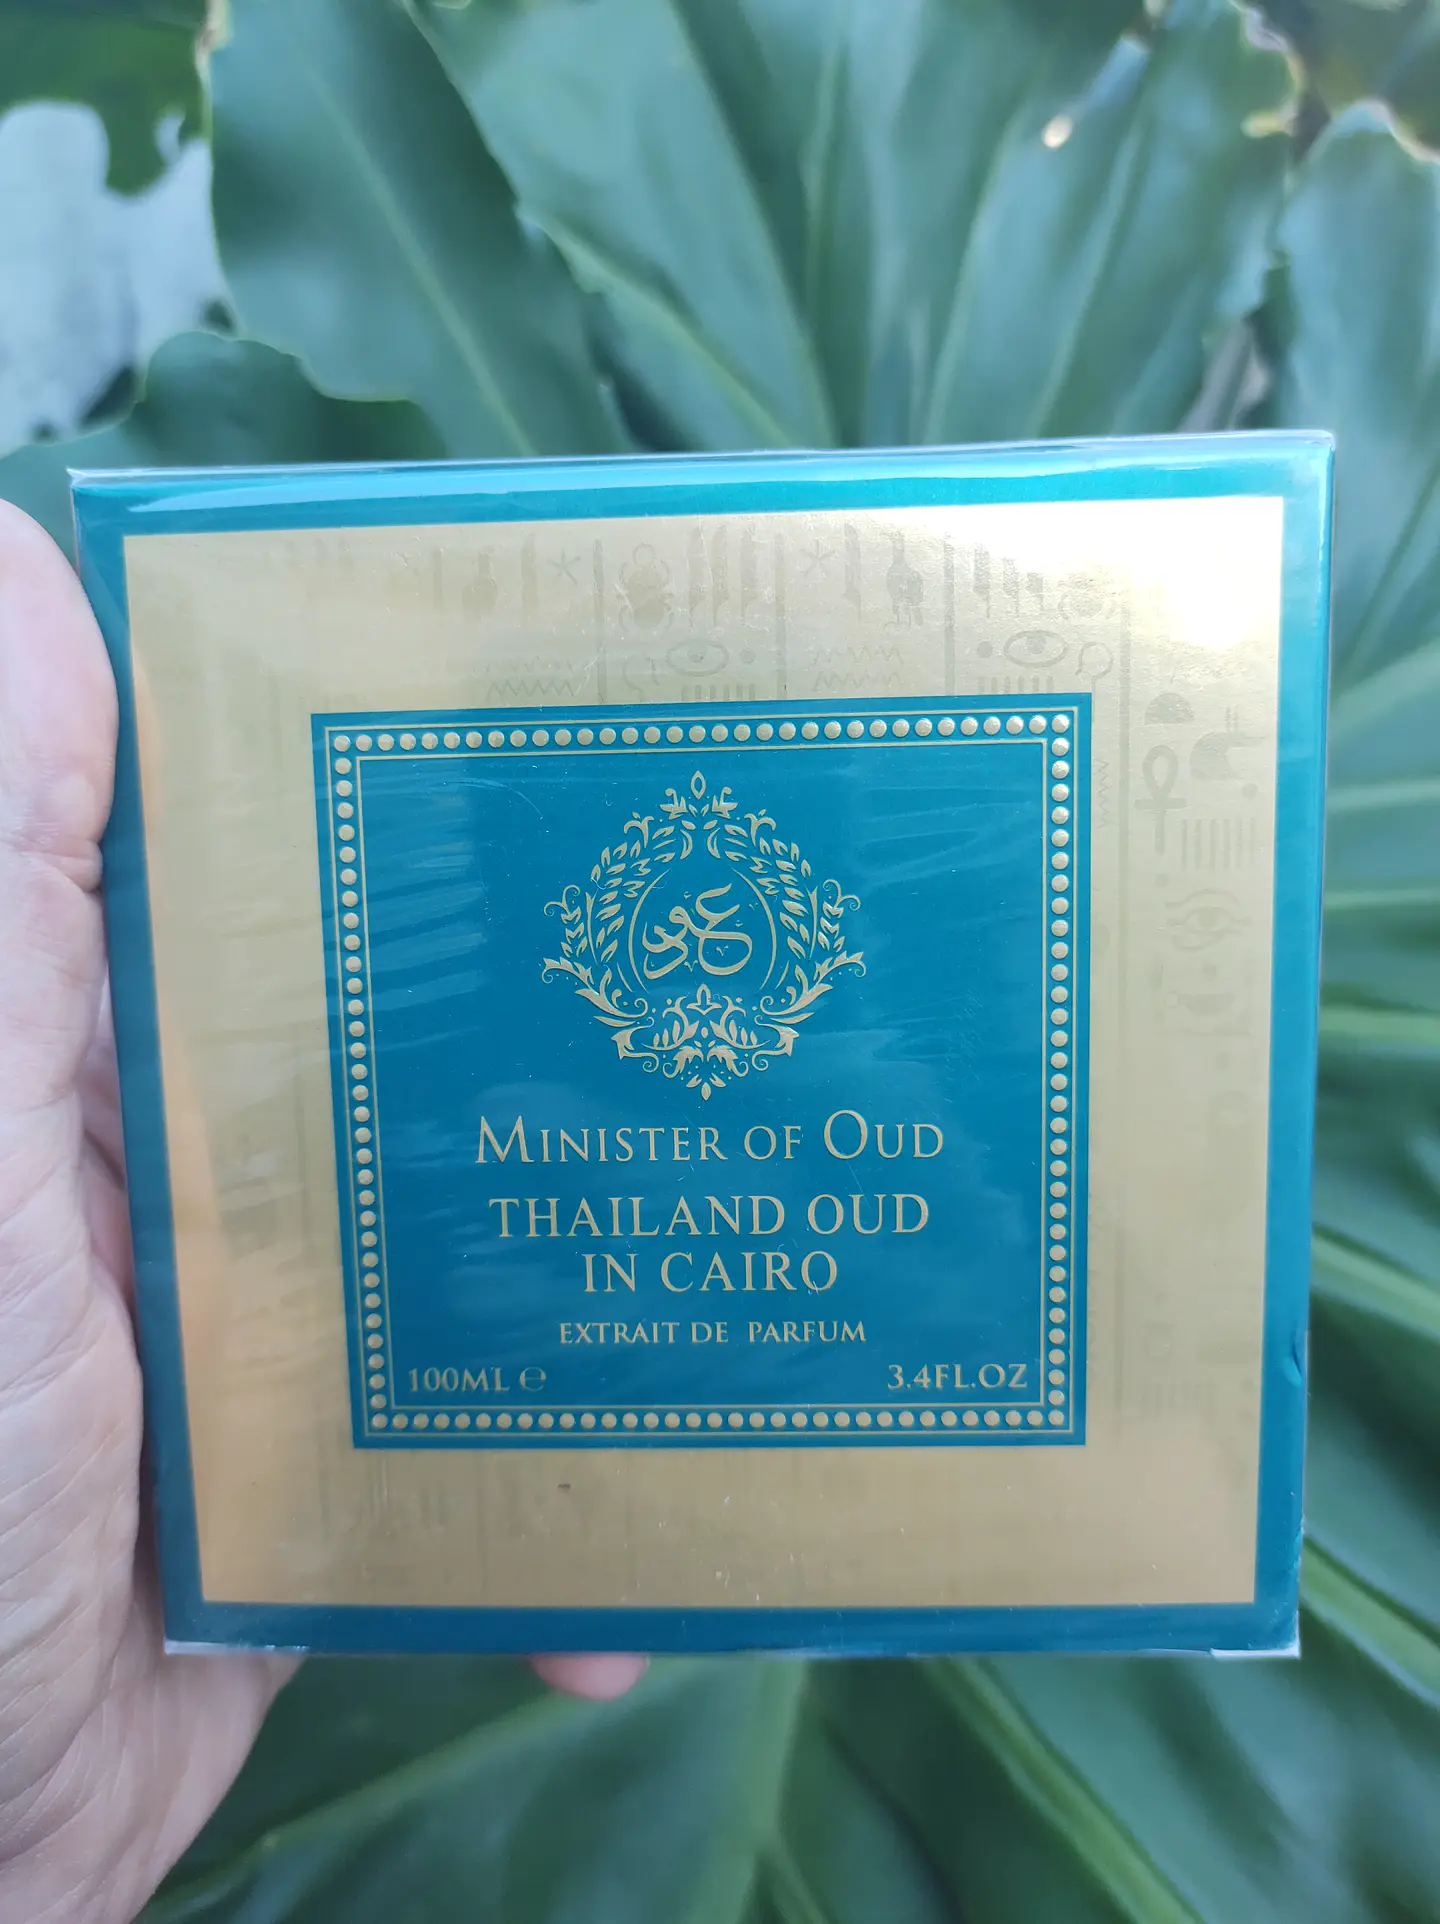 عود
MINISTER OF OUD
THAILAND OUD
IN CAIRO
EXTRAIT DE PARFUM
100ML ℮
3.4FL.OZ